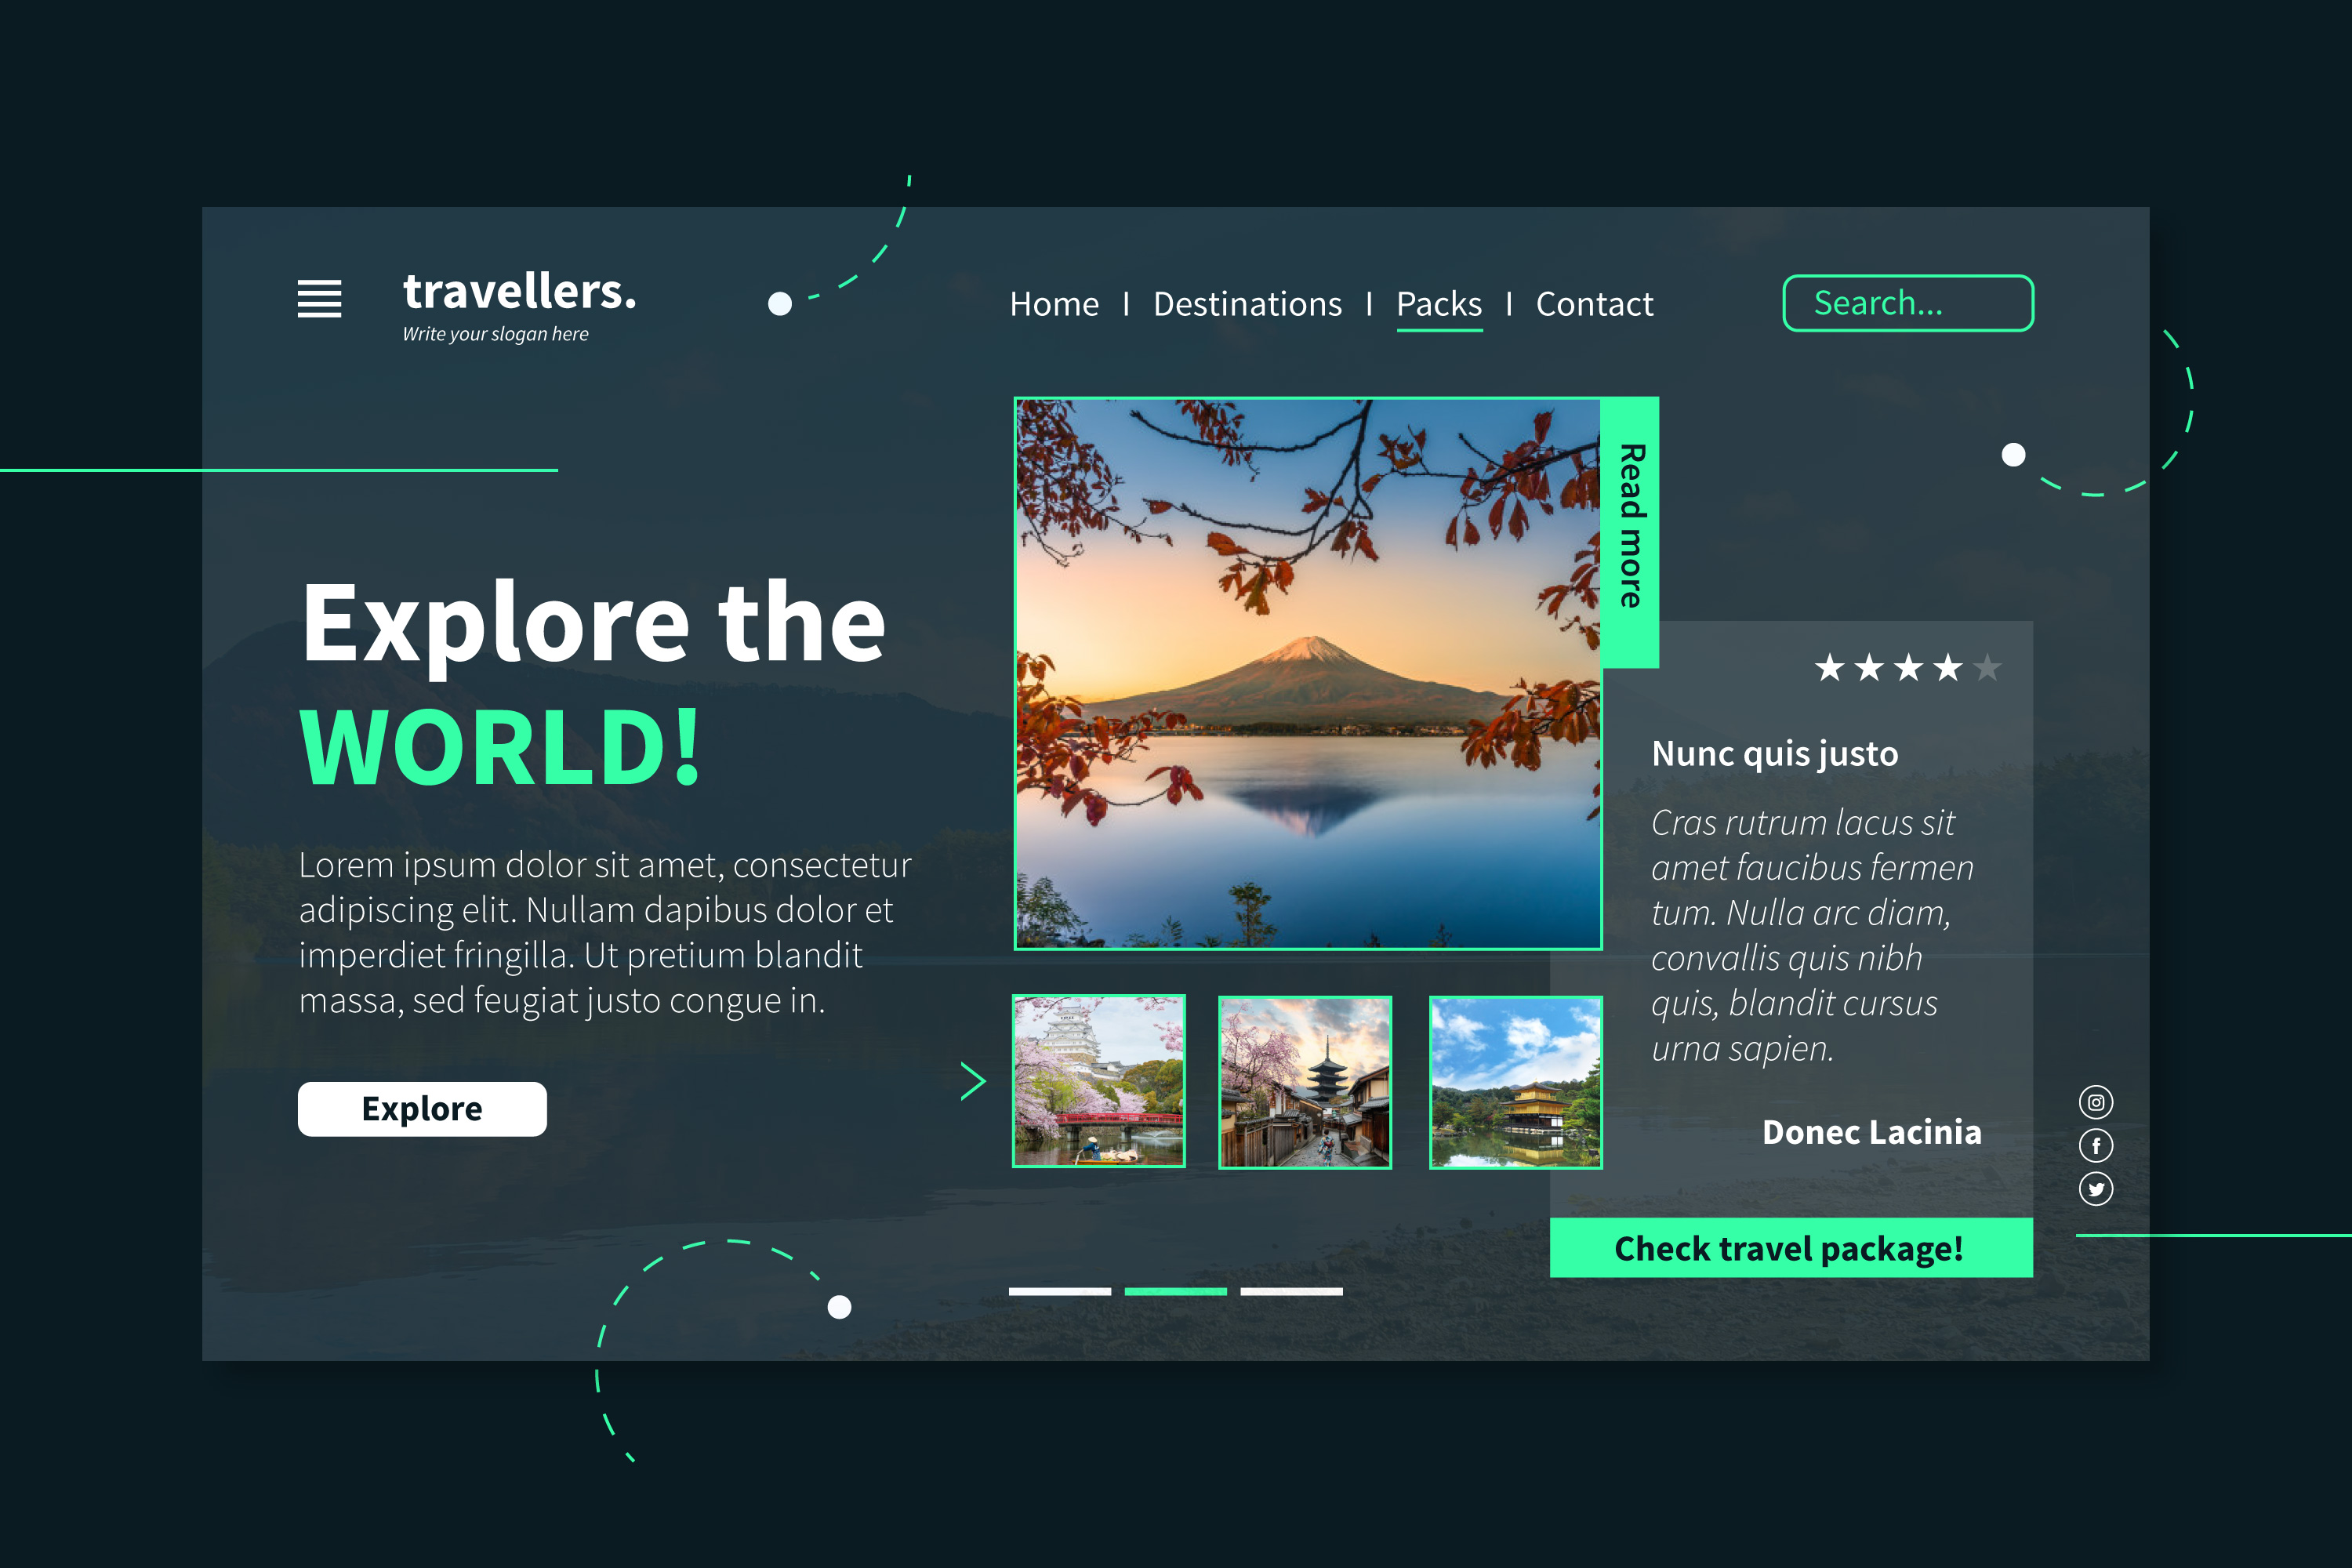 travellers.
Write your slogan here
Home I Destinations I Packs I Contact
Search...
Read more
Explore the
WORLD!
Lorem ipsum dolor sit amet, consectetur
adipiscing elit. Nullam dapibus dolor et
imperdiet fringilla. Ut pretium blandit
massa, sed feugiat justo congue in.
Explore
Nunc quis justo
Cras rutrum lacus sit
amet faucibus fermen
tum. Nulla arc diam,
convallis quis nibh
quis, blandit cursus
urna sapien.
Donec Lacinia
Check travel package!